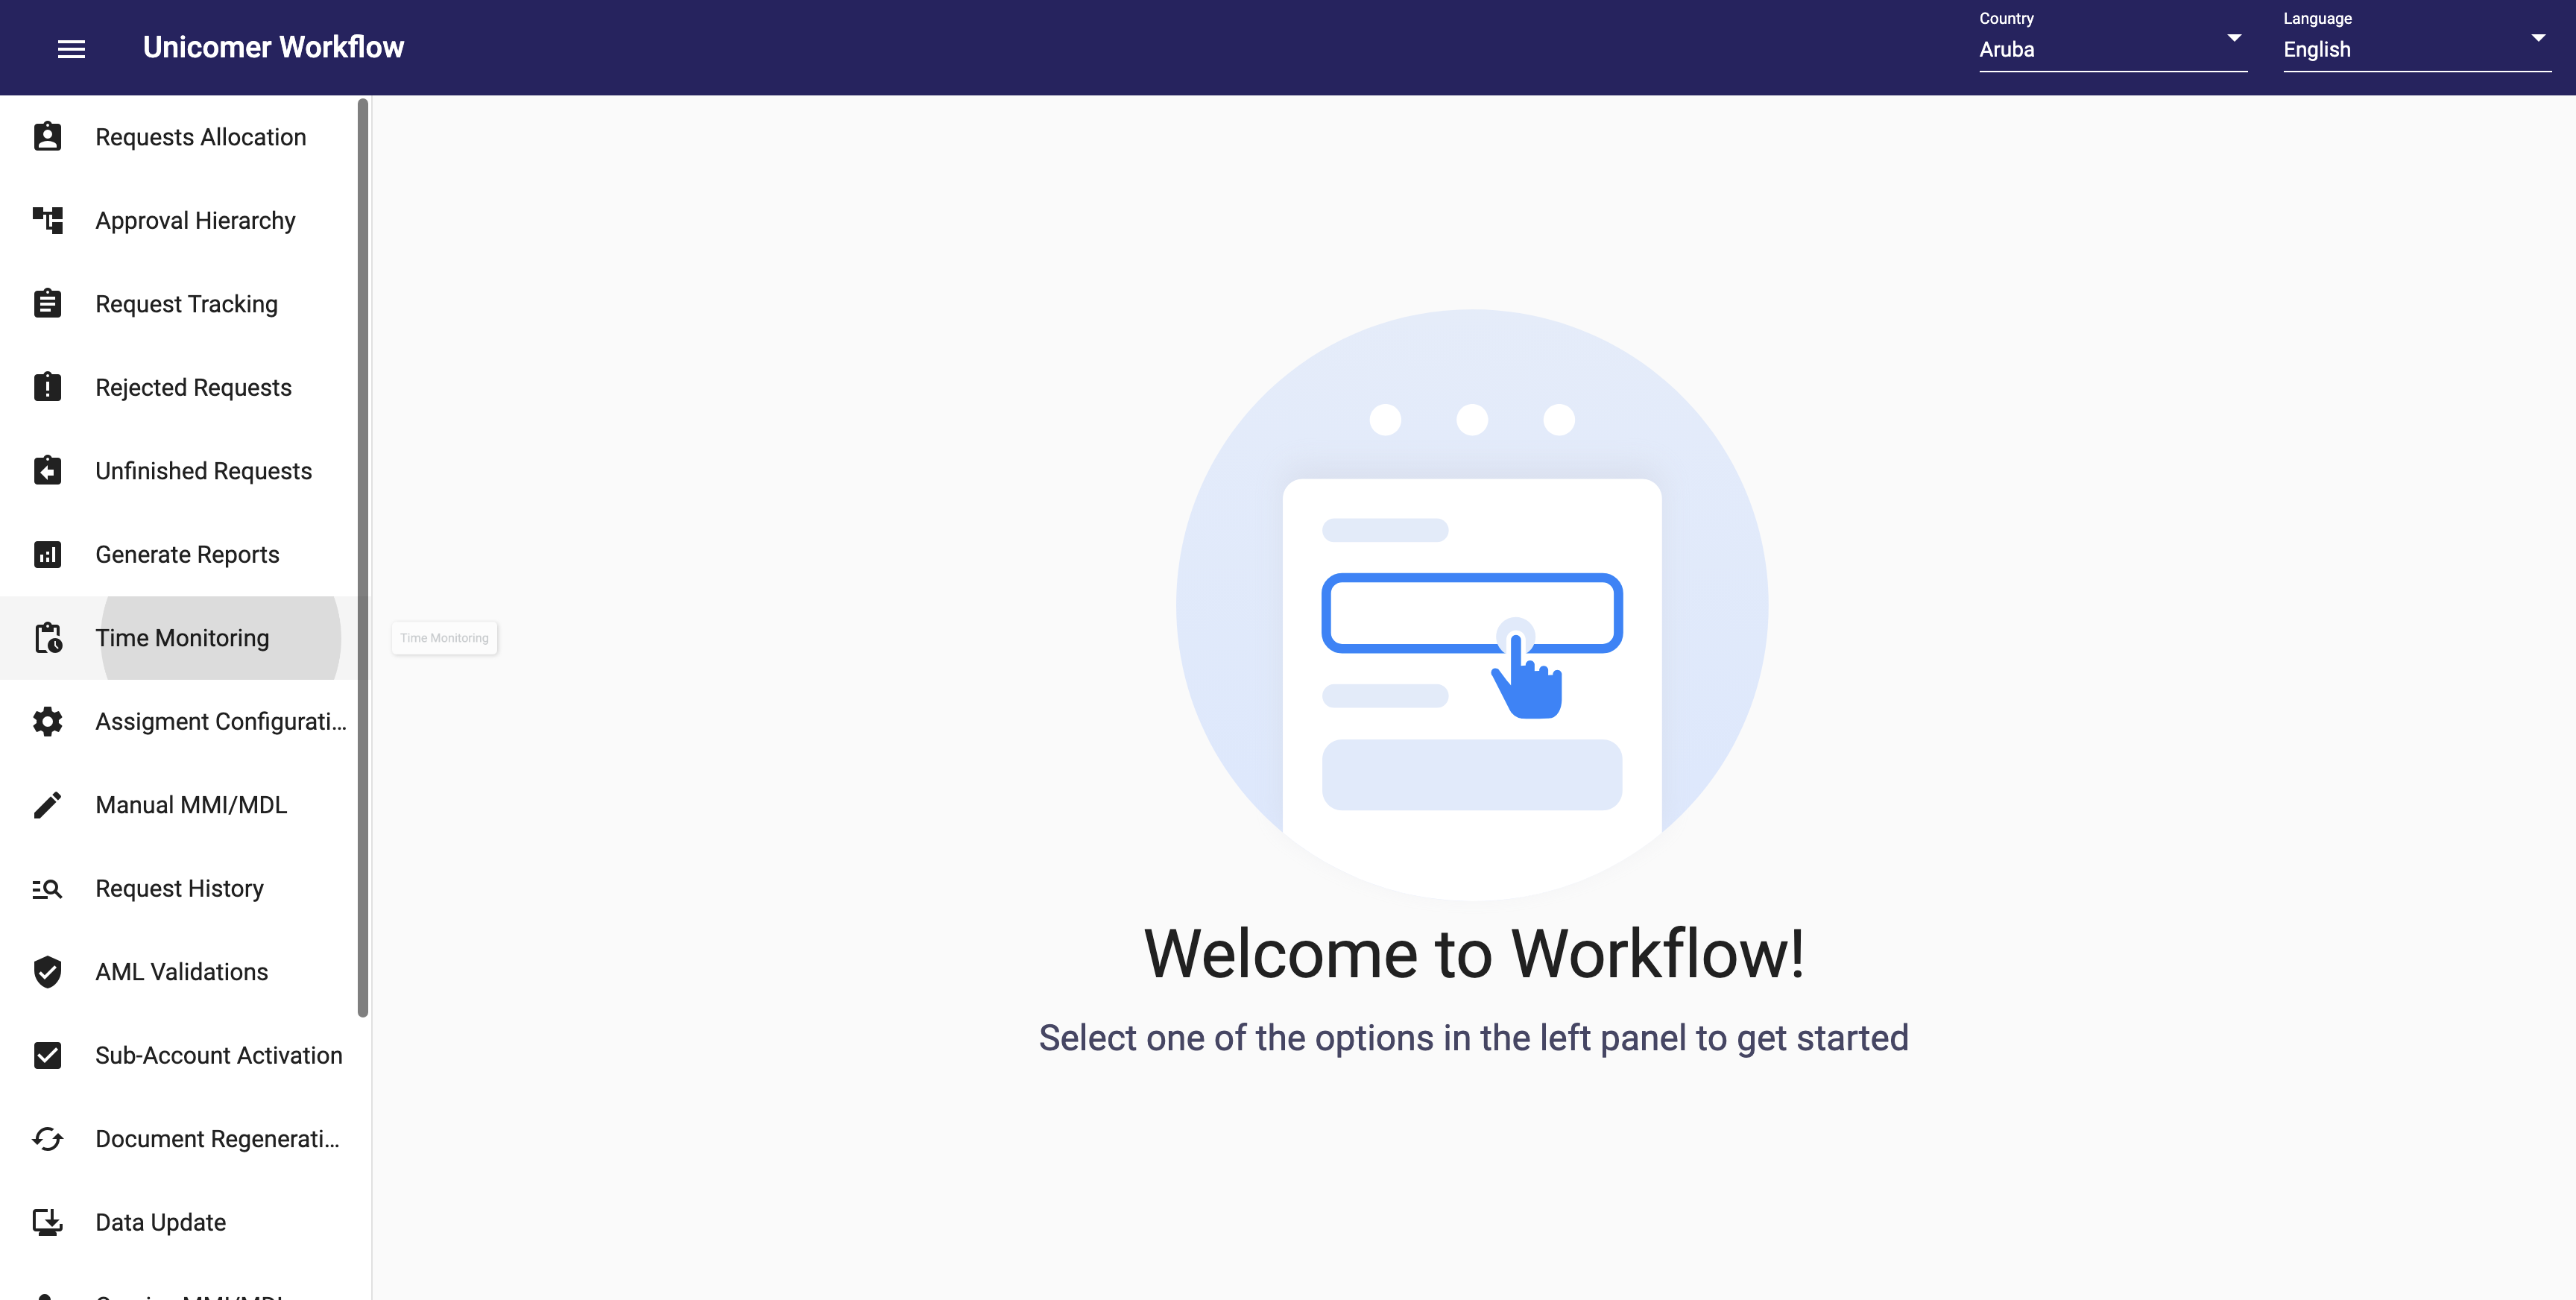 Unicomer Workflow
Country
Aruba
Language
English
Requests Allocation
Approval Hierarchy
Request Tracking
Rejected Requests
Unfinished Requests
Generate Reports
Time Monitoring
Time Monitoring
Assigment Configurati...
Manual MMI/MDL
Request History
AML Validations
Sub-Account Activation
Document Regenerati...
Data Update
MMI/MDL
Welcome to Workflow!
Select one of the options in the left panel to get started